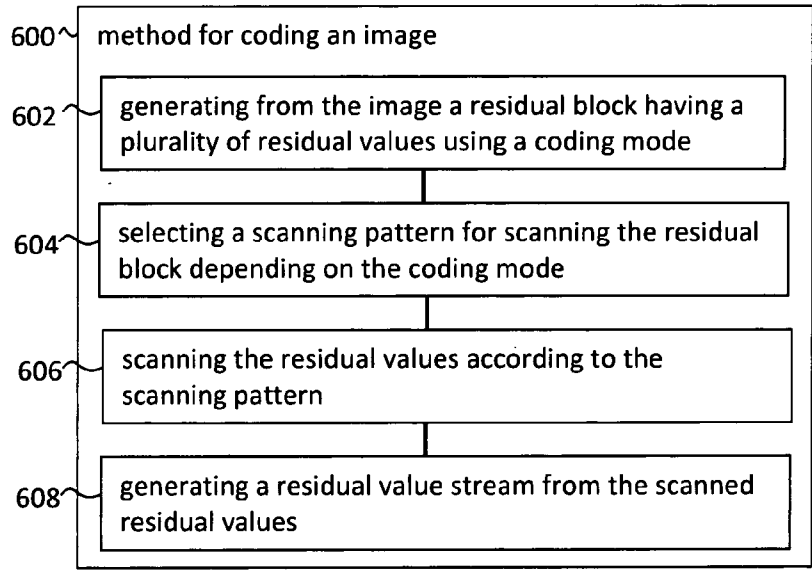 600 method for coding an image
602 generating from the image a residual block having a
plurality of residual values using a coding mode
604 selecting a scanning pattern for scanning the residual
block depending on the coding mode
606 scanning the residual values according to the
scanning pattern
608 generating a residual value stream from the scanned
residual values